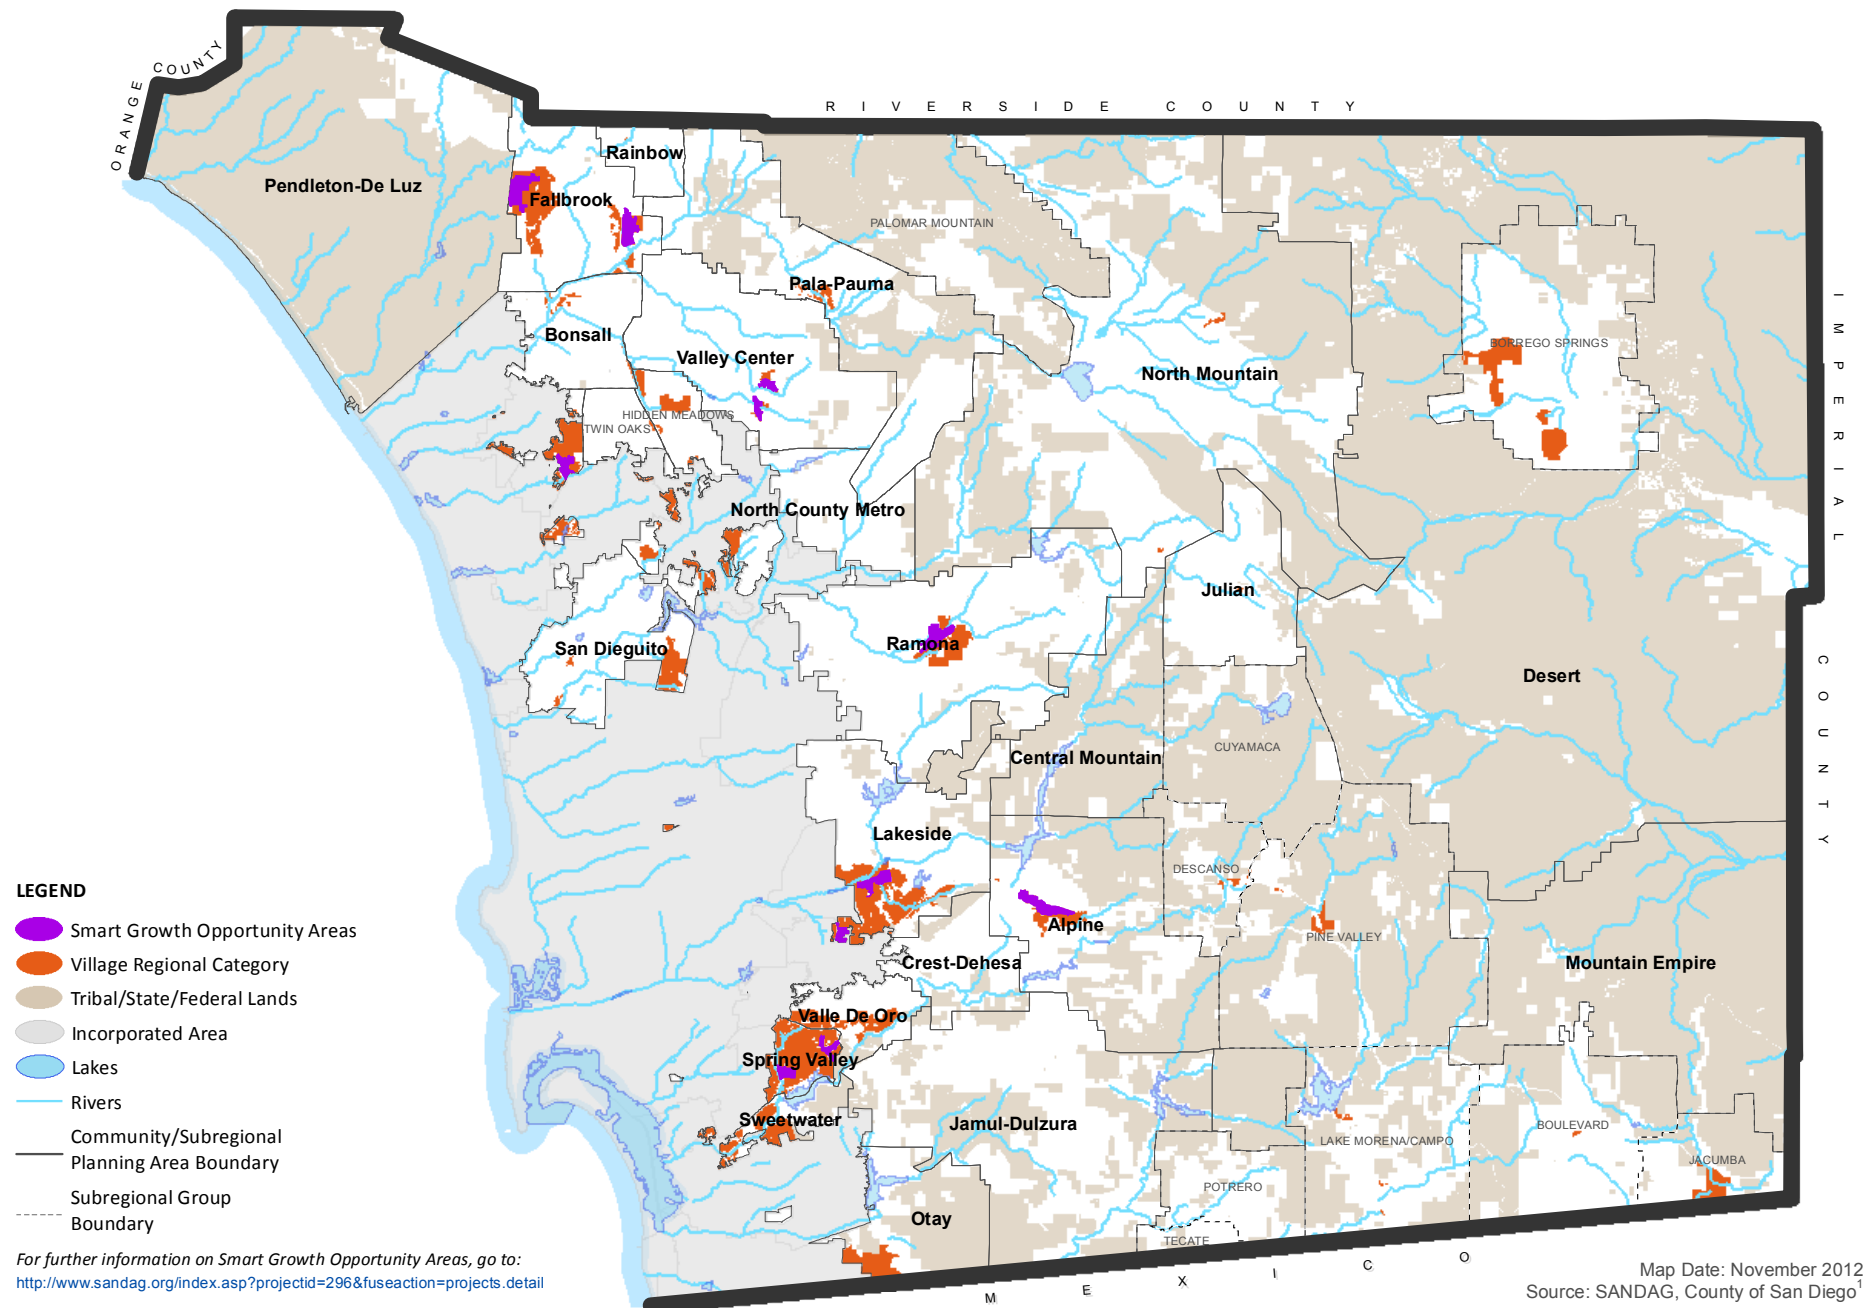 ORANGE COUNTY
RIVERSIDE COUNTY
IMPERIAL COUNTY
MEXICO
Rainbow
Pendleton-De Luz
Fallbrook
PALOMAR MOUNTAIN
Pala-Pauma
Bonsall
Valley Center
North Mountain
BORREGO SPRINGS
HIDDEN MEADOWS
TWIN OAKS
North County Metro
Julian
San Dieguito
Ramona
Desert
CUYAMACA
Central Mountain
Lakeside
DESCANSO
Alpine
PINE VALLEY
Crest-Dehesa
Mountain Empire
Valle De Oro
Spring Valley
Sweetwater
Jamul-Dulzura
LAKE MORENA/CAMPO
BOULEVARD
JACUMBA
POTRERO
Otay
TECATE
LEGEND
Smart Growth Opportunity Areas
Village Regional Category
Tribal/State/Federal Lands
Incorporated Area
Lakes
Rivers
Community/Subregional
Planning Area Boundary
Subregional Group
Boundary
For further information on Smart Growth Opportunity Areas, go to:
http://www.sandag.org/index.asp?projectid=296&fuseaction=projects.detail
Map Date: November 2012
Source: SANDAG, County of San Diego1